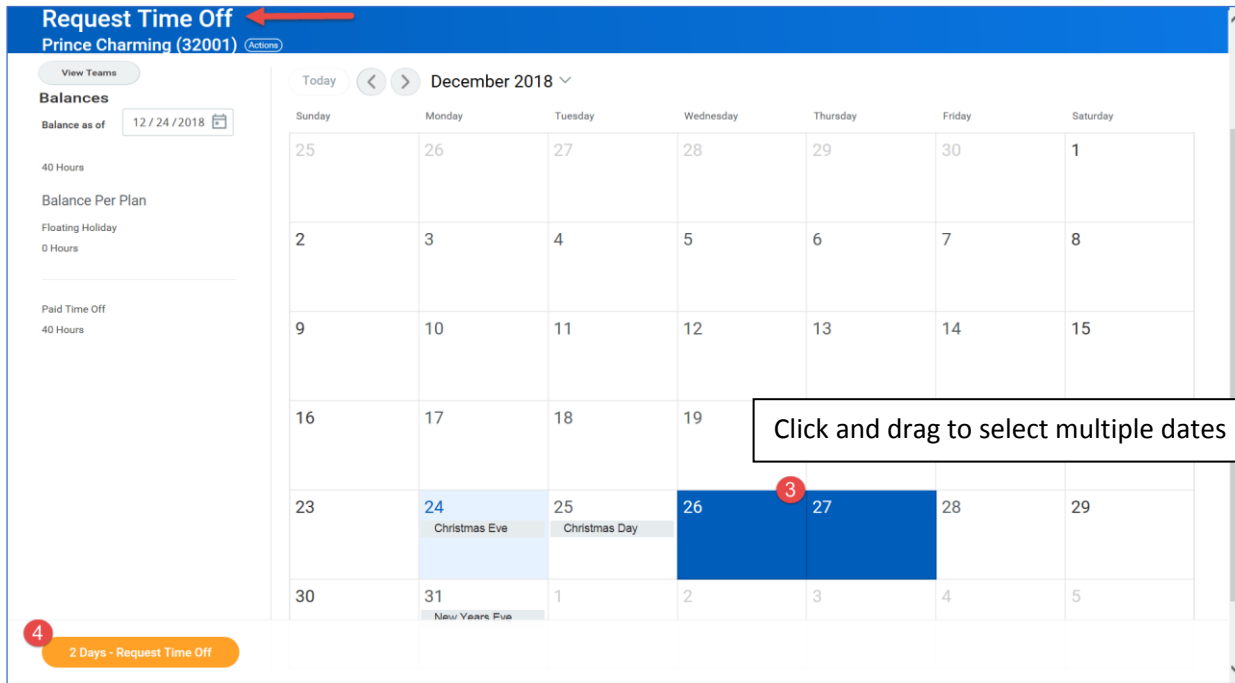 Request Time Off
Prince Charming (32001) Actions
View Teams
Balances
Balance as of 12 / 24 / 2018
40 Hours
Balance Per Plan
Floating Holiday
0 Hours
Paid Time Off
40 Hours
Today < > December 2018
Sunday Monday Tuesday Wednesday Thursday Friday Saturday
25 26 27 28 29 30 1
2 3 4 5 6 7 8
9 10 11 12 13 14 15
16 17 18 19
Click and drag to select multiple dates
3
23 24 25 26 27 28 29
Christmas Eve Christmas Day
30 31 1 2 3 4 5
New Years Eve
4
2 Days - Request Time Off